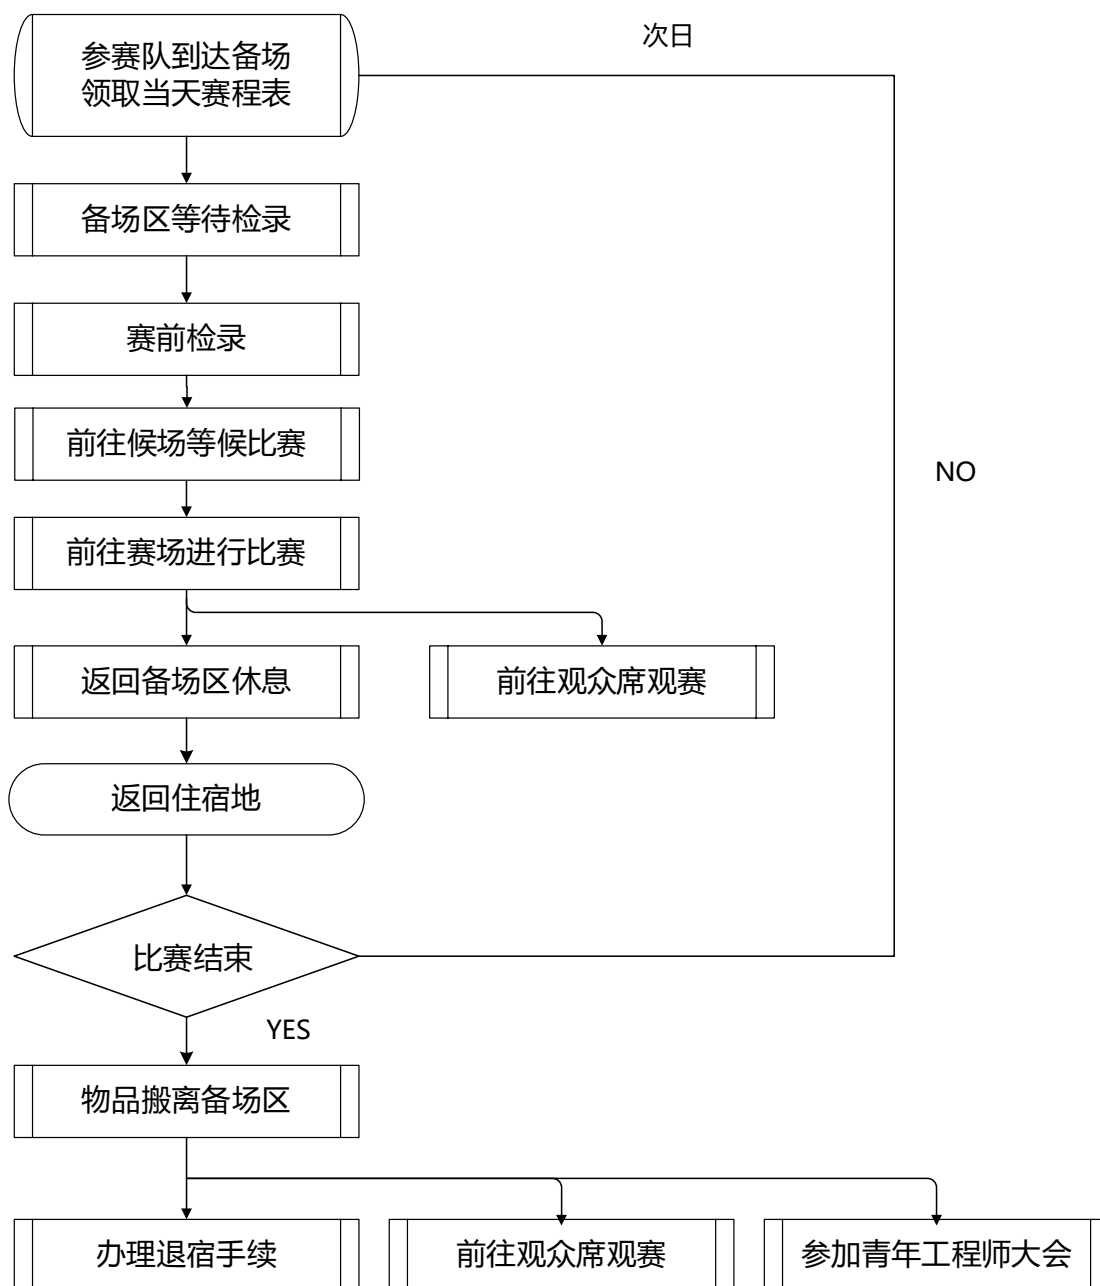 参赛队到达备场
领取当天赛程表
次日
备场区等待检录
赛前检录
前往候场等候比赛
NO
前往赛场进行比赛
返回备场区休息
前往观众席观赛
返回住宿地
比赛结束
YES
物品搬离备场区
办理退宿手续
前往观众席观赛
参加青年工程师大会